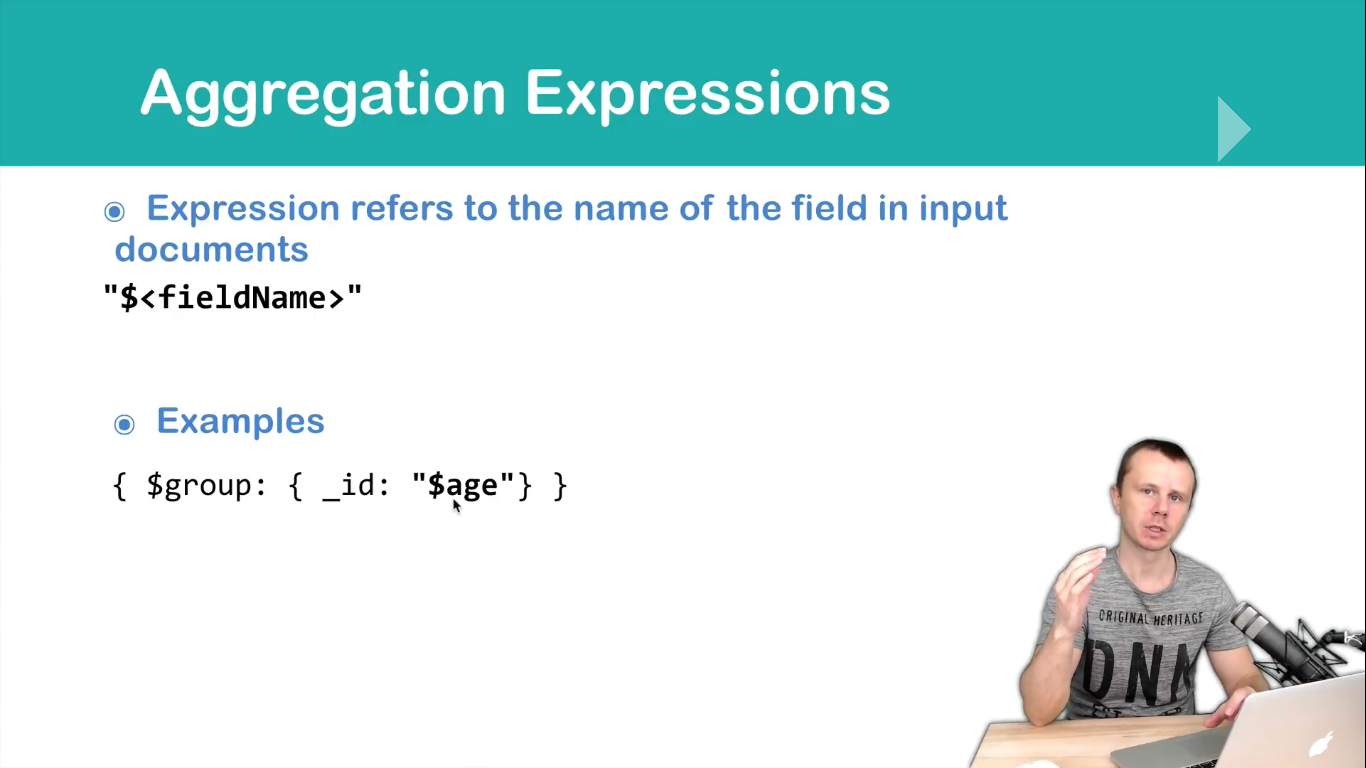 Aggregation Expressions
Expression refers to the name of the field in input
documents
"$<fieldName>"
Examples
{ $group: { _id: "$age"} }
ORIGINAL HERITAGE
DNA